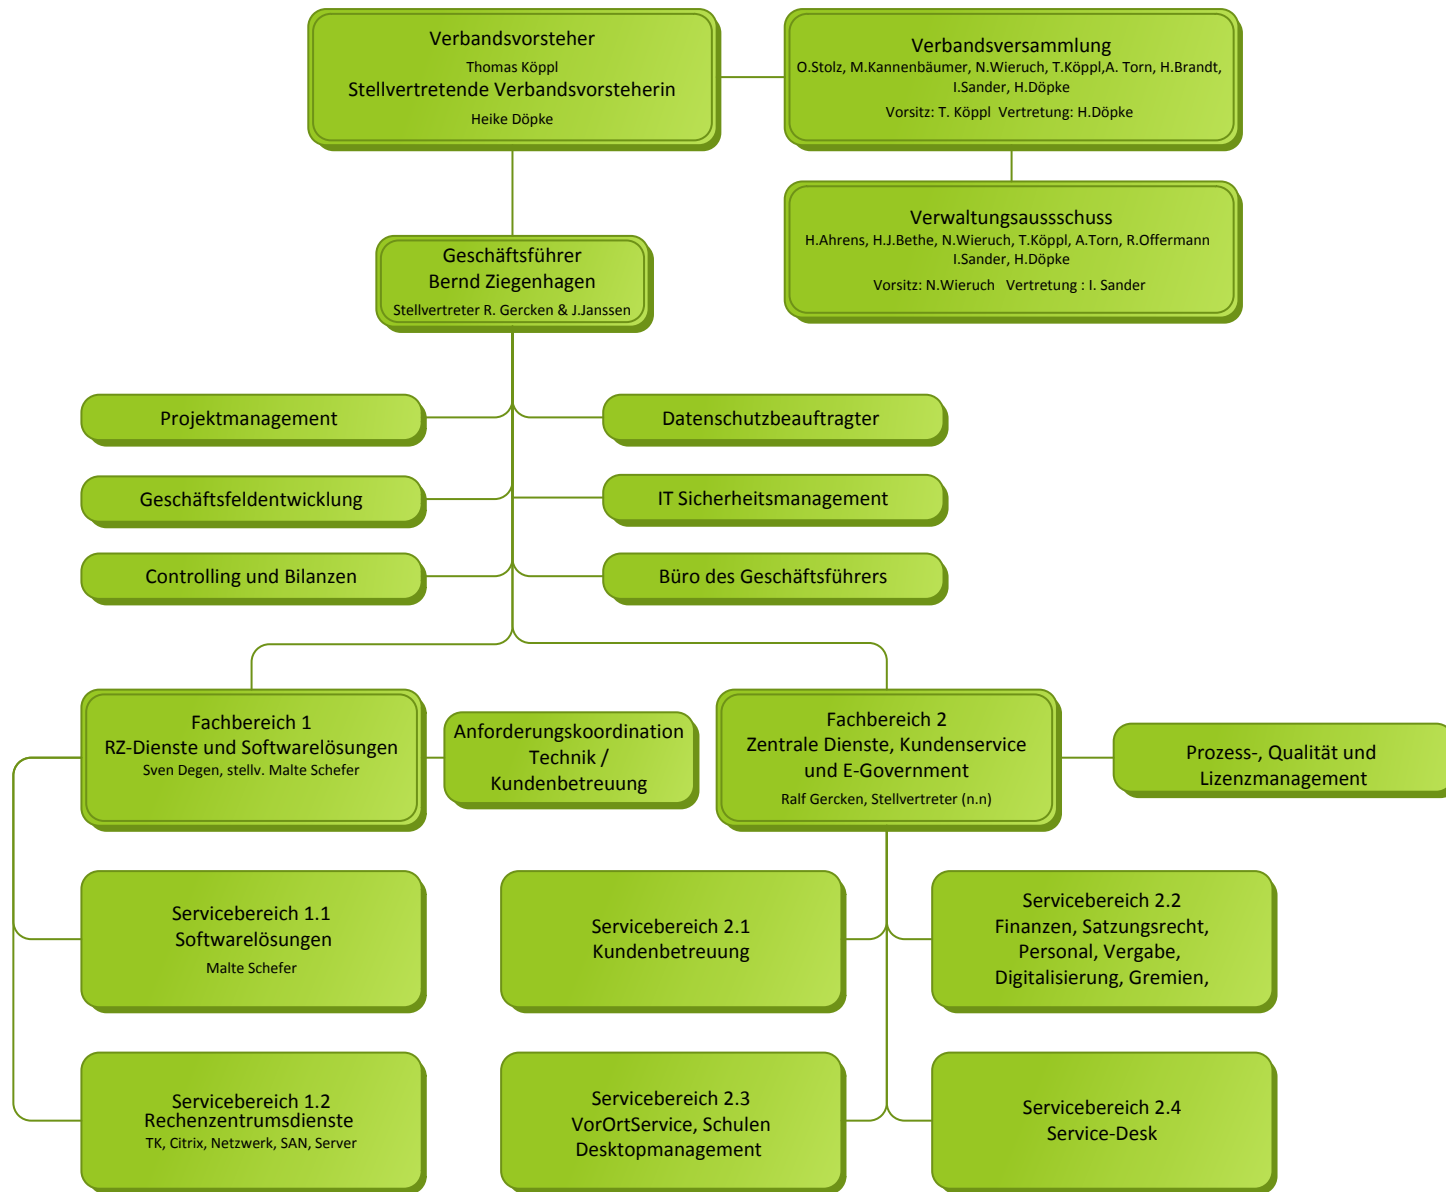 Verbandsvorsteher
Thomas Köppl
Stellvertretende Verbandsvorsteherin
Heike Döpke
Verbandsversammlung
O.Stolz, M.Kannenbäumer, N.Wieruch, T.Köppl,A. Torn, H.Brandt,
I.Sander, H.Döpke
Vorsitz: T. Köppl Vertretung: H.Döpke
Verwaltungsaussschuss
H.Ahrens, H.J.Bethe, N.Wieruch, T.Köppl, A.Torn, R.Offermann
I.Sander, H.Döpke
Vorsitz: N.Wieruch Vertretung : I. Sander
Geschäftsführer
Bernd Ziegenhagen
Stellvertreter R. Gercken & J.Janssen
Projektmanagement
Datenschutzbeauftragter
Geschäftsfeldentwicklung
IT Sicherheitsmanagement
Controlling und Bilanzen
Büro des Geschäftsführers
Fachbereich 1
RZ-Dienste und Softwarelösungen
Sven Degen, stellv. Malte Schefer
Anforderungskoordination
Technik /
Kundenbetreuung
Fachbereich 2
Zentrale Dienste, Kundenservice
und E-Government
Ralf Gercken, Stellvertreter (n.n)
Prozess-, Qualität und
Lizenzmanagement
Servicebereich 1.1
Softwarelösungen
Malte Schefer
Servicebereich 2.1
Kundenbetreuung
Servicebereich 2.2
Finanzen, Satzungsrecht,
Personal, Vergabe,
Digitalisierung, Gremien,
Servicebereich 1.2
Rechenzentrumsdienste
TK, Citrix, Netzwerk, SAN, Server
Servicebereich 2.3
VorOrtService, Schulen
Desktopmanagement
Servicebereich 2.4
Service-Desk